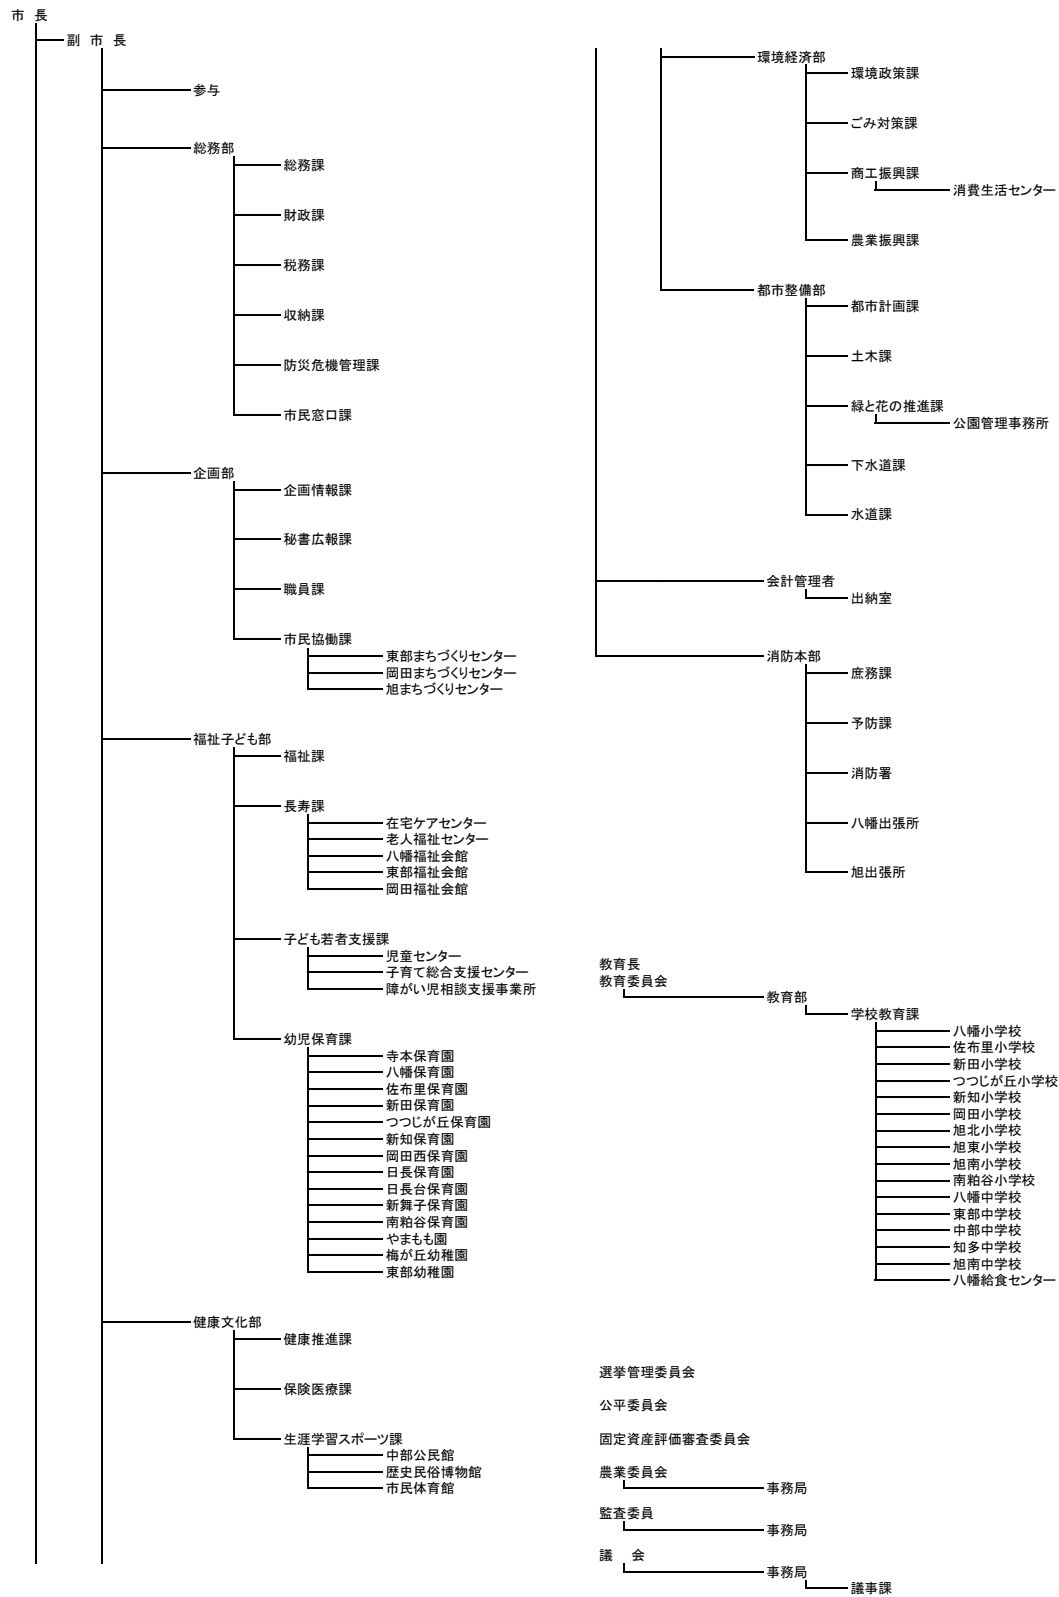 市 長
副 市 長
参与
総務部
総務課
財政課
税務課
収納課
防災危機管理課
市民窓口課
企画部
企画情報課
秘書広報課
職員課
市民協働課
東部まちづくりセンター
岡田まちづくりセンター
旭まちづくりセンター
福祉子ども部
福祉課
長寿課
在宅ケアセンター
老人福祉センター
八幡福祉会館
東部福祉会館
岡田福祉会館
子ども若者支援課
児童センター
子育て総合支援センター
障がい児相談支援事業所
幼児保育課
寺本保育園
八幡保育園
佐布里保育園
新田保育園
つつじが丘保育園
新知保育園
岡田西保育園
日長保育園
日長台保育園
新舞子保育園
南粕谷保育園
やまもも園
梅が丘幼稚園
東部幼稚園
健康文化部
健康推進課
保険医療課
生涯学習スポーツ課
中部公民館
歴史民俗博物館
市民体育館
環境経済部
環境政策課
ごみ対策課
商工振興課
消費生活センター
農業振興課
都市整備部
都市計画課
土木課
緑と花の推進課
公園管理事務所
下水道課
水道課
会計管理者
出納室
消防本部
庶務課
予防課
消防署
八幡出張所
旭出張所
教育長
教育委員会
教育部
学校教育課
八幡小学校
佐布里小学校
新田小学校
つつじが丘小学校
新知小学校
岡田小学校
旭北小学校
旭東小学校
旭南小学校
南粕谷小学校
八幡中学校
東部中学校
中部中学校
知多中学校
旭南中学校
八幡給食センター
選挙管理委員会
公平委員会
固定資産評価審査委員会
農業委員会
事務局
監査委員
事務局
議 会
事務局
議事課